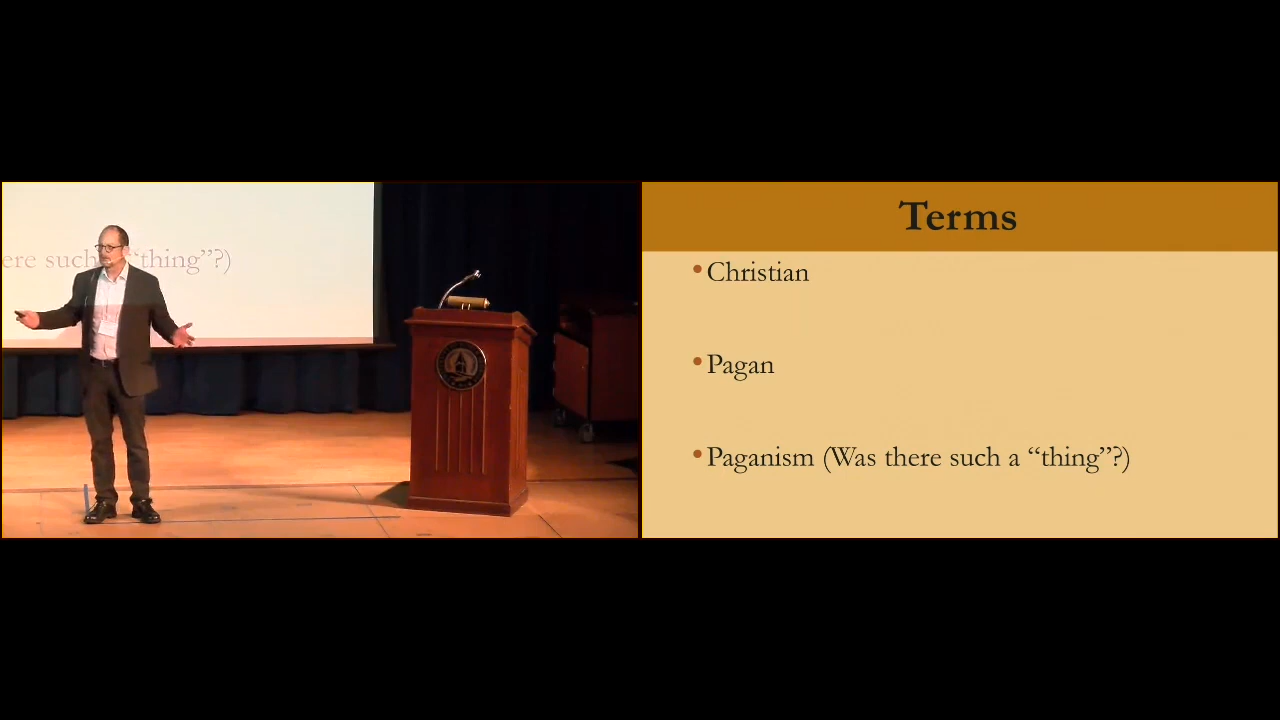 ere such a “thing”?)
Terms
• Christian
• Pagan
• Paganism (Was there such a “thing”?)